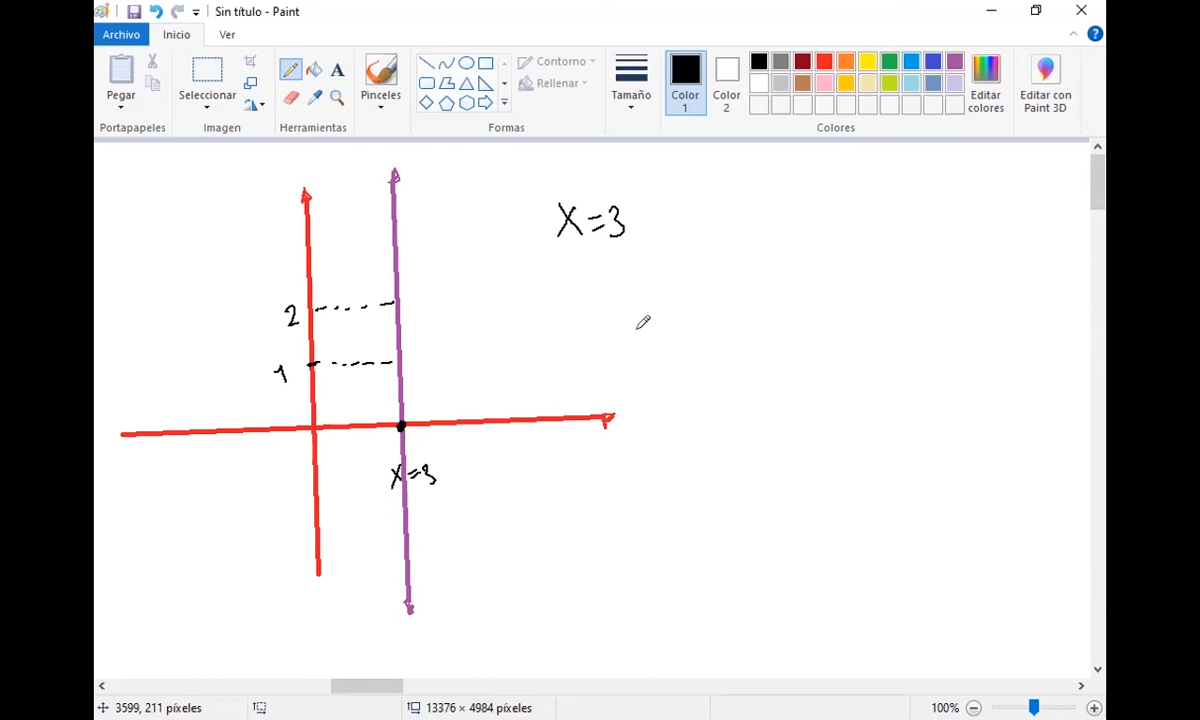 Sin título - Paint
Archivo Inicio Ver
Pegar
Seleccionar
A
Pinceles
Contorno
Rellenar
Tamaño
Color 1
Color 2
Editar colores
Editar con Paint 3D
Portapapeles
Imagen
Herramientas
Formas
Colores
X=3
2
1
X=3
3599, 211 píxeles
13376 × 4984 píxeles
100%